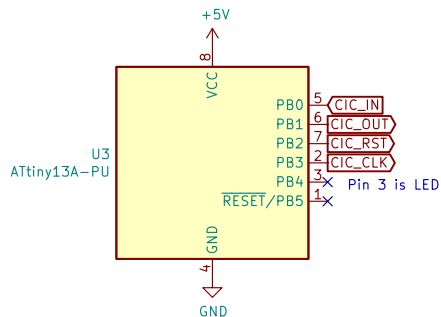 +5V
8
VCC
U3
ATtiny13A-PU
PB0 5 CIC_IN
PB1 6 CIC_OUT
PB2 7 CIC_RST
PB3 2 CIC_CLK
PB4 3 Pin 3 is LED
RESET/PB5 1
GND
4
GND